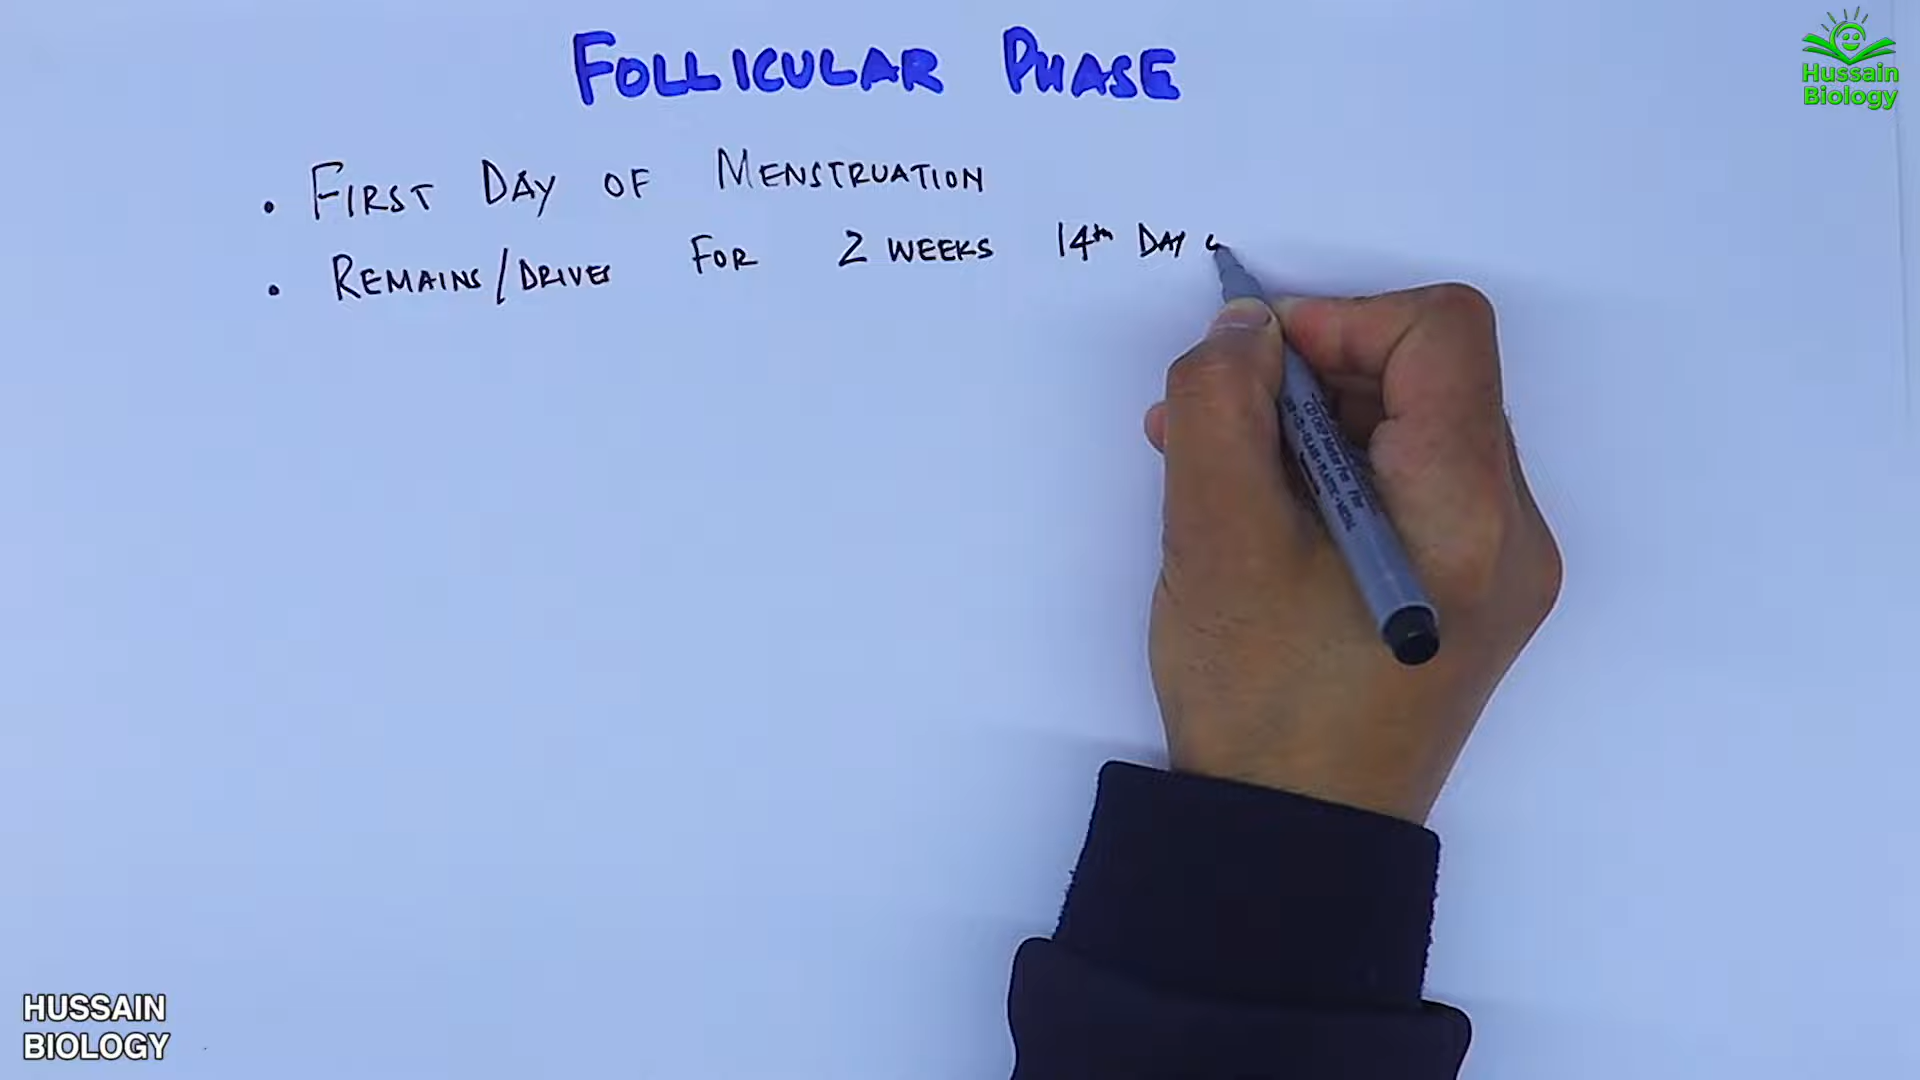 FOLLICULAR PHASE
Hussain
Biology
• FIRST DAY OF MENSTRUATION
• REMAINS/DRIVES FOR 2 WEEKS 14th DAY
HUSSAIN
BIOLOGY